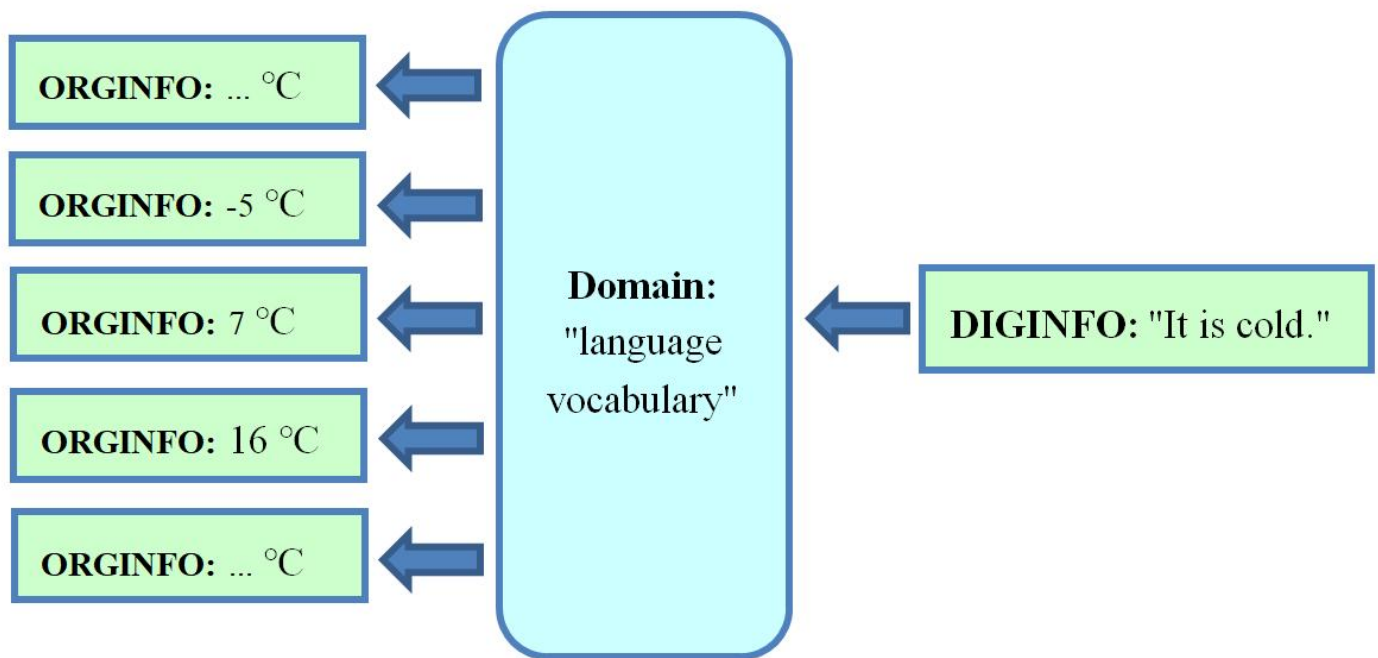 ORGINFO: ... °C
ORGINFO: -5 °C
ORGINFO: 7 °C
ORGINFO: 16 °C
ORGINFO: ... °C
Domain:
"language
vocabulary"
DIGINFO: "It is cold."